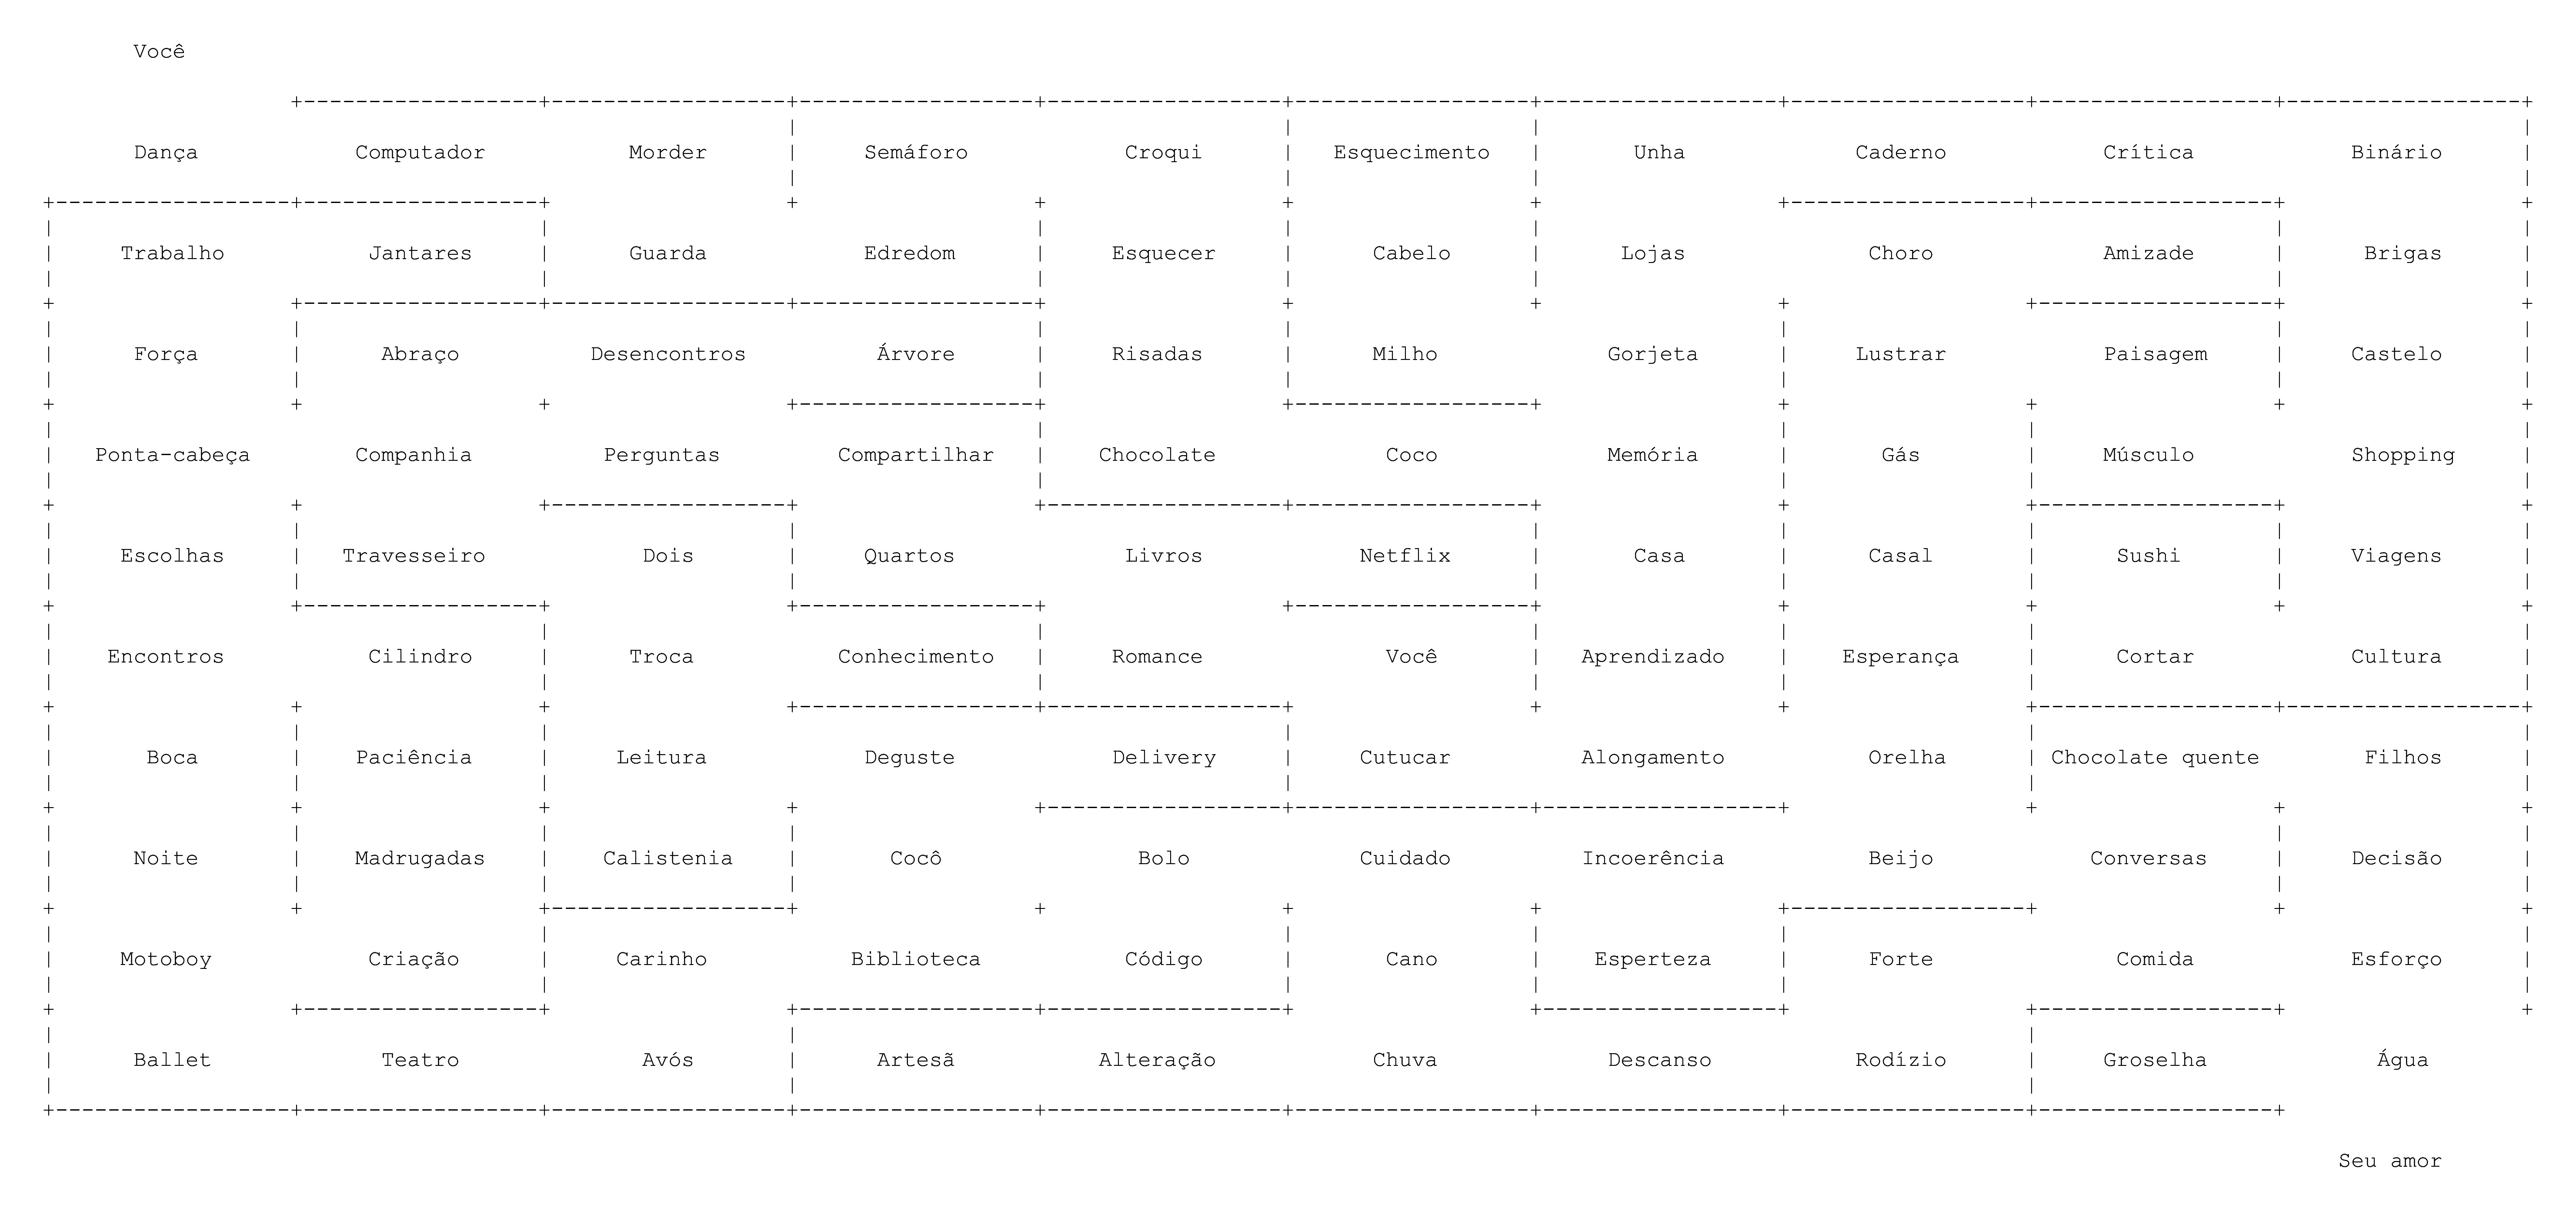 Você
Dança Computador Morder Semáforo Croqui Esquecimento Unha Caderno Crítica Binário
Trabalho Jantares Guarda Edredom Esquecer Cabelo Lojas Choro Amizade Brigas
Força Abraço Desencontros Árvore Risadas Milho Gorjeta Lustrar Paisagem Castelo
Ponta-cabeça Companhia Perguntas Compartilhar Chocolate Coco Memória Gás Músculo Shopping
Escolhas Travesseiro Dois Quartos Livros Netflix Casa Casal Sushi Viagens
Encontros Cilindro Troca Conhecimento Romance Você Aprendizado Esperança Cortar Cultura
Boca Paciência Leitura Deguste Delivery Cutucar Alongamento Orelha Chocolate quente Filhos
Noite Madrugadas Calistenia Cocô Bolo Cuidado Incoerência Beijo Conversas Decisão
Motoboy Criação Carinho Biblioteca Código Cano Esperteza Forte Comida Esforço
Ballet Teatro Avós Artesã Alteração Chuva Descanso Rodízio Groselha Água
Seu amor